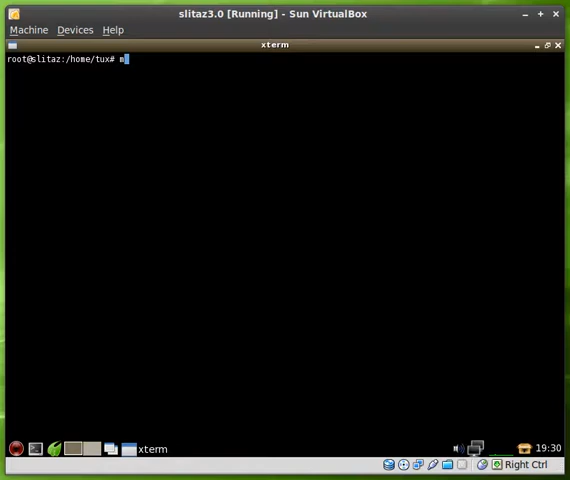 slitaz3.0 [Running] - Sun VirtualBox
Machine Devices Help
xterm
root@slitaz:/home/tux# m
xterm
19:30
Right Ctrl